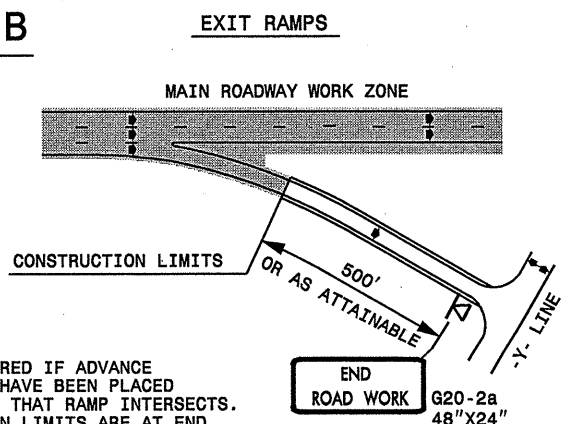 B
EXIT RAMPS
MAIN ROADWAY WORK ZONE
CONSTRUCTION LIMITS
500'
OR AS ATTAINABLE
-Y- LINE
RED IF ADVANCE
HAVE BEEN PLACED
THAT RAMP INTERSECTS.
N LIMITS ARE AT END
END
ROAD WORK
G20-2a
48"X24"